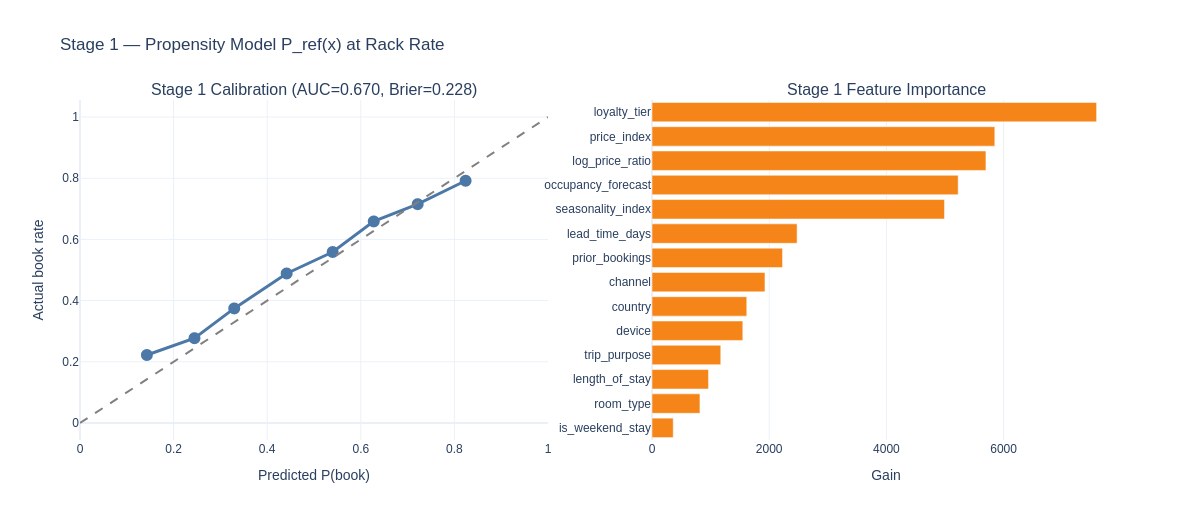 Stage 1 — Propensity Model P_ref(x) at Rack Rate
Stage 1 Calibration (AUC=0.670, Brier=0.228)
Actual book rate
1
0.8
0.6
0.4
0.2
0
0
0.2
0.4
0.6
0.8
1
Predicted P(book)
Stage 1 Feature Importance
loyalty_tier
price_index
log_price_ratio
occupancy_forecast
seasonality_index
lead_time_days
prior_bookings
channel
country
device
trip_purpose
length_of_stay
room_type
is_weekend_stay
0
2000
4000
6000
Gain